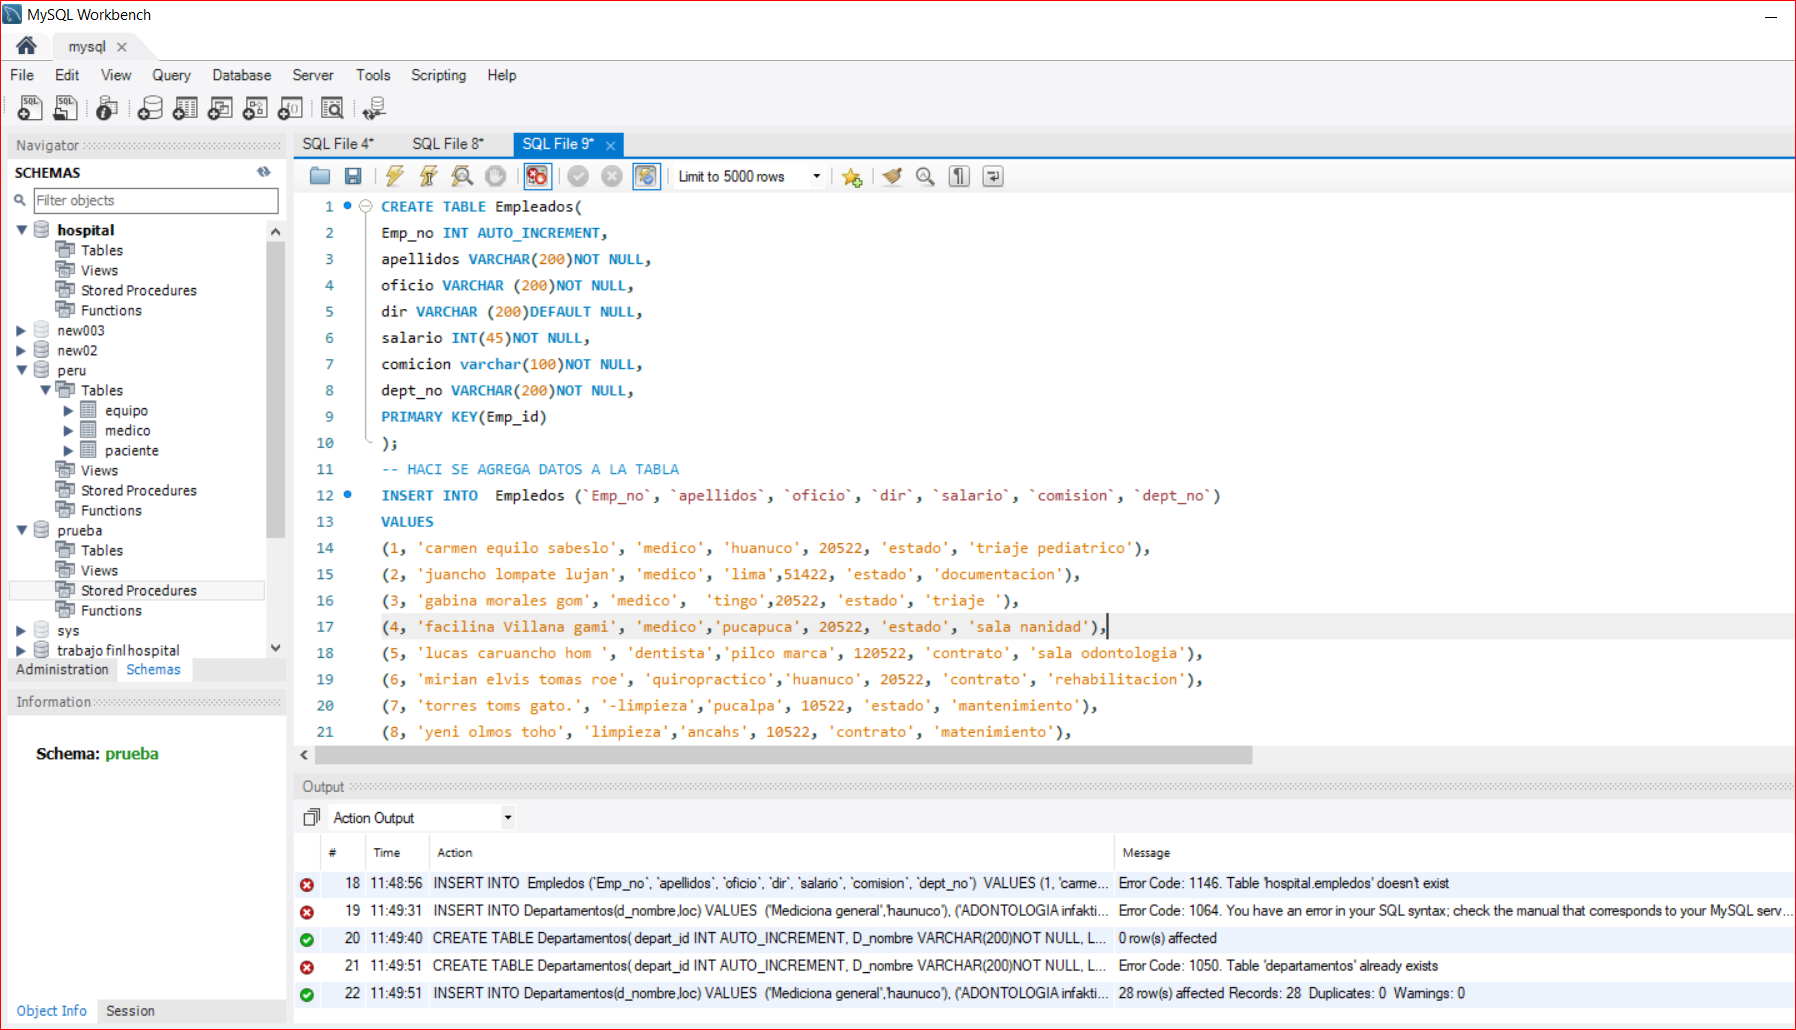 MySQL Workbench
mysql
File Edit View Query Database Server Tools Scripting Help
Navigator
SCHEMAS
Filter objects
hospital
Tables
Views
Stored Procedures
Functions
new003
new02
peru
Tables
equipo
medico
paciente
Views
Stored Procedures
Functions
prueba
Tables
Views
Stored Procedures
Functions
sys
trabajo finlhospital
Administration Schemas
Information
Schema: prueba
Object Info Session
SQL File 4* SQL File 8* SQL File 9*
Limit to 5000 rows
1 CREATE TABLE Empleados(
2 Emp_no INT AUTO_INCREMENT,
3 apellidos VARCHAR(200)NOT NULL,
4 oficio VARCHAR (200)NOT NULL,
5 dir VARCHAR (200)DEFAULT NULL,
6 salario INT(45)NOT NULL,
7 comicion varchar(100)NOT NULL,
8 dept_no VARCHAR(200)NOT NULL,
9 PRIMARY KEY(Emp_id)
10 );
11 -- HACI SE AGREGA DATOS A LA TABLA
12 INSERT INTO  Empledos (`Emp_no`, `apellidos`, `oficio`, `dir`, `salario`, `comision`, `dept_no`)
13 VALUES
14 (1, 'carmen equilo sabeslo', 'medico', 'huanuco', 20522, 'estado', 'triaje pediatrico'),
15 (2, 'juancho lompate lujan', 'medico', 'lima',51422, 'estado', 'documentacion'),
16 (3, 'gabina morales gom', 'medico',  'tingo',20522, 'estado', 'triaje '),
17 (4, 'facilina Villana gami', 'medico','pucapuca', 20522, 'estado', 'sala nanidad'),
18 (5, 'lucas caruancho hom ', 'dentista','pilco marca', 120522, 'contrato', 'sala odontologia'),
19 (6, 'mirian elvis tomas roe', 'quiropractico','huanuco', 20522, 'contrato', 'rehabilitacion'),
20 (7, 'torres toms gato.', '-limpieza','pucalpa', 10522, 'estado', 'mantenimiento'),
21 (8, 'yeni olmos toho', 'limpieza','ancahs', 10522, 'contrato', 'matenimiento'),
Output
Action Output
# Time Action Message
18 11:48:56 INSERT INTO  Empledos (`Emp_no`, `apellidos`, `oficio`, `dir`, `salario`, `comision`, `dept_no`)  VALUES (1, 'carme... Error Code: 1146. Table 'hospital.empledos' doesn't exist
19 11:49:31 INSERT INTO Departamentos(d_nombre,loc) VALUES  ('Mediciona general','haunuco'), ('ADONTOLOGIA infakti... Error Code: 1064. You have an error in your SQL syntax; check the manual that corresponds to your MySQL serv...
20 11:49:40 CREATE TABLE Departamentos( depart_id INT AUTO_INCREMENT, D_nombre VARCHAR(200)NOT NULL, L... 0 row(s) affected
21 11:49:51 CREATE TABLE Departamentos( depart_id INT AUTO_INCREMENT, D_nombre VARCHAR(200)NOT NULL, L... Error Code: 1050. Table 'departamentos' already exists
22 11:49:51 INSERT INTO Departamentos(d_nombre,loc) VALUES  ('Mediciona general','haunuco'), ('ADONTOLOGIA infakti... 28 row(s) affected Records: 28  Duplicates: 0  Warnings: 0